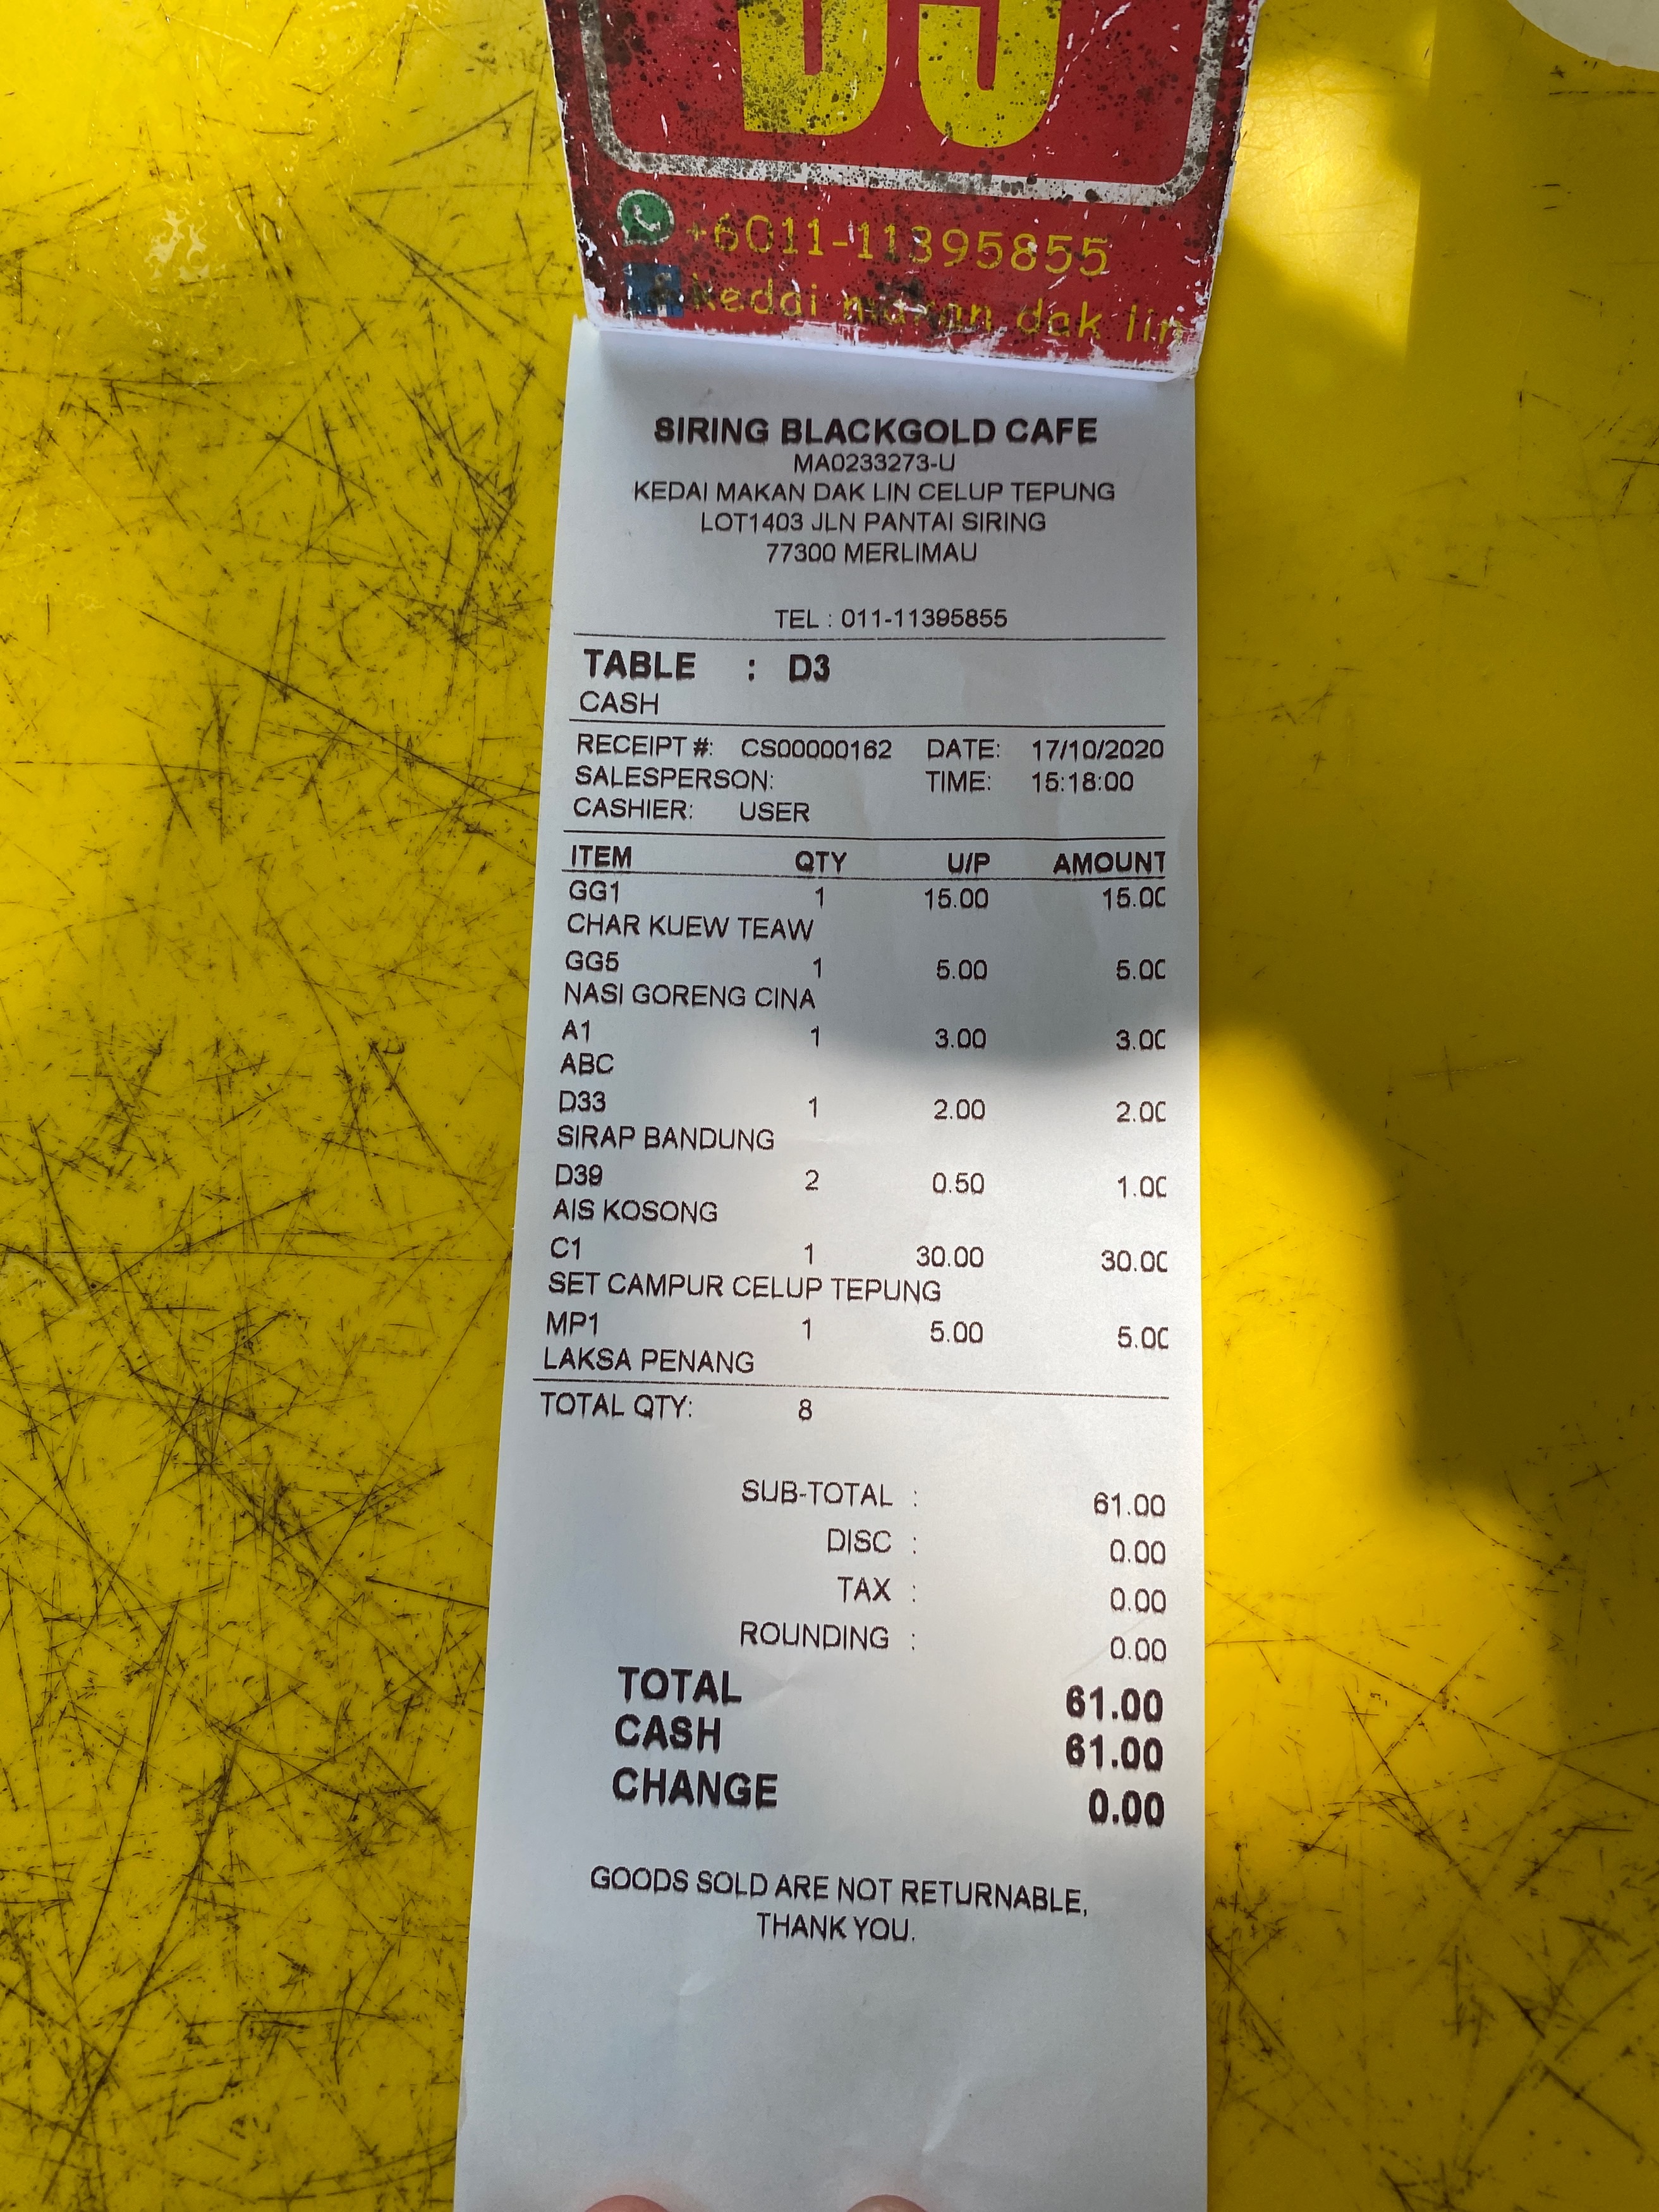 D3
+6011-11395855
kedai makan dak lin
SIRING BLACKGOLD CAFE
MA0233273-U
KEDAI MAKAN DAK LIN CELUP TEPUNG
LOT1403 JLN PANTAI SIRING
77300 MERLIMAU
TEL : 011-11395855
TABLE : D3
CASH
RECEIPT #: CS00000162 DATE: 17/10/2020
SALESPERSON: TIME: 15:18:00
CASHIER: USER
ITEM QTY U/P AMOUNT
GG1 1 15.00 15.00
CHAR KUEW TEAW
GG5 1 5.00 5.00
NASI GORENG CINA
A1 1 3.00 3.00
ABC
D33 1 2.00 2.00
SIRAP BANDUNG
D39 2 0.50 1.00
AIS KOSONG
C1 1 30.00 30.00
SET CAMPUR CELUP TEPUNG
MP1 1 5.00 5.00
LAKSA PENANG
TOTAL QTY: 8
SUB-TOTAL : 61.00
DISC : 0.00
TAX : 0.00
ROUNDING : 0.00
TOTAL 61.00
CASH 61.00
CHANGE 0.00
GOODS SOLD ARE NOT RETURNABLE,
THANK YOU.